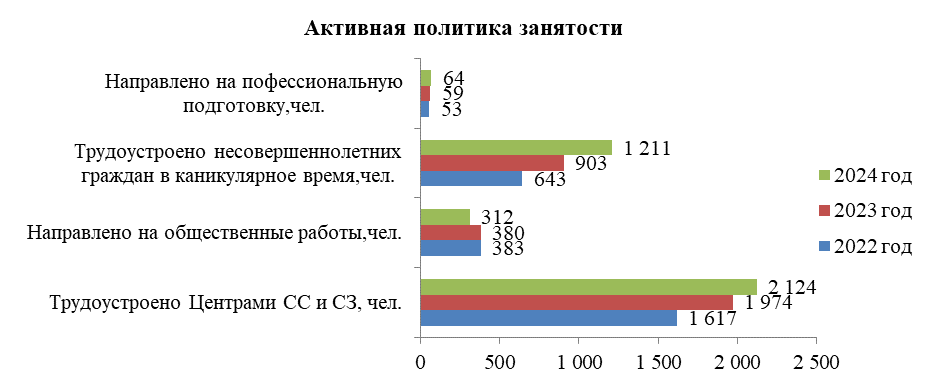 Активная политика занятости
Направлено на пофессиональную
подготовку,чел.
64
59
53
Трудоустроено несовершеннолетних
граждан в каникулярное время,чел.
1 211
903
643
Направлено на общественные работы,чел.
312
380
383
Трудоустроено Центрами СС и СЗ, чел.
2 124
1 974
1 617
2024 год
2023 год
2022 год
0 500 1 000 1 500 2 000 2 500